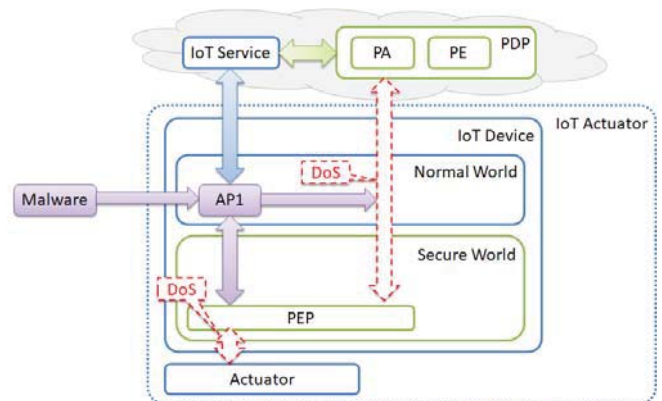 PDP
IoT Service
PA
PE
IoT Actuator
IoT Device
DoS
Normal World
Malware
AP1
Secure World
DoS
PEP
Actuator